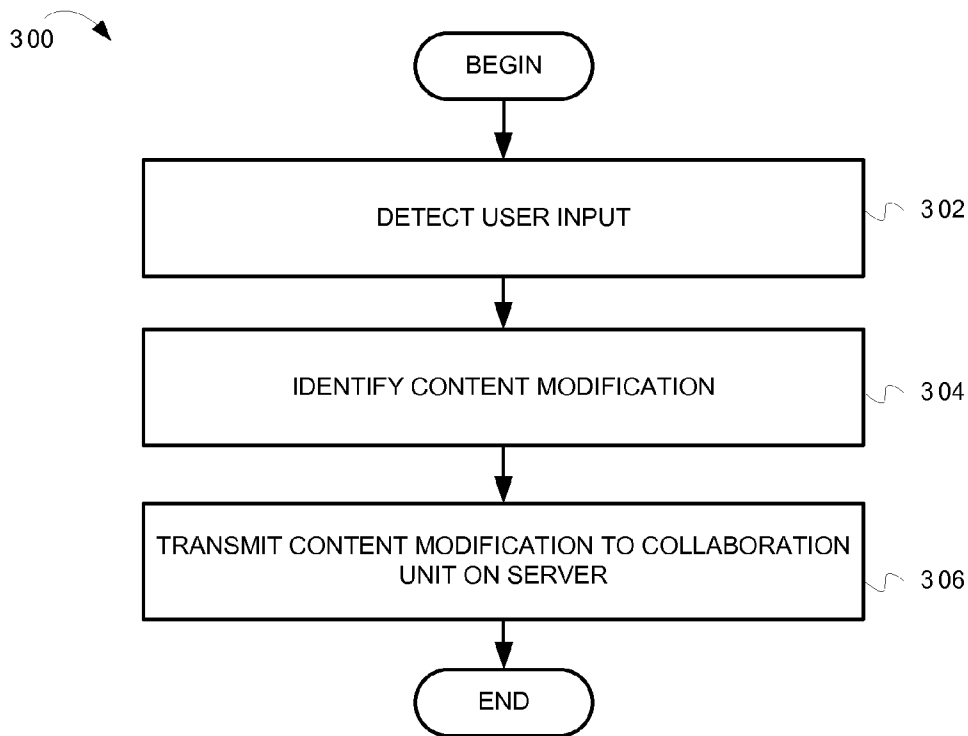 300
BEGIN
DETECT USER INPUT
302
IDENTIFY CONTENT MODIFICATION
304
TRANSMIT CONTENT MODIFICATION TO COLLABORATION
UNIT ON SERVER
306
END